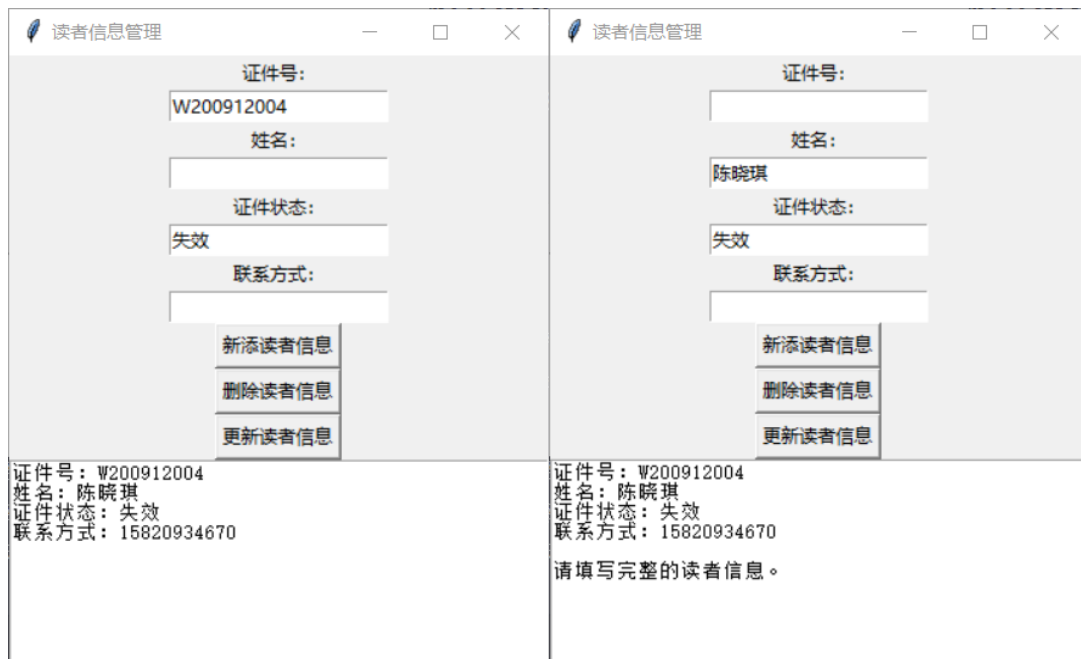 读者信息管理
证件号:
W200912004
姓名:
证件状态:
失效
联系方式:
新添读者信息
删除读者信息
更新读者信息
证件号: W200912004
姓名: 陈晓琪
证件状态: 失效
联系方式: 15820934670
读者信息管理
证件号:
姓名:
陈晓琪
证件状态:
失效
联系方式:
新添读者信息
删除读者信息
更新读者信息
证件号: W200912004
姓名: 陈晓琪
证件状态: 失效
联系方式: 15820934670
请填写完整的读者信息。